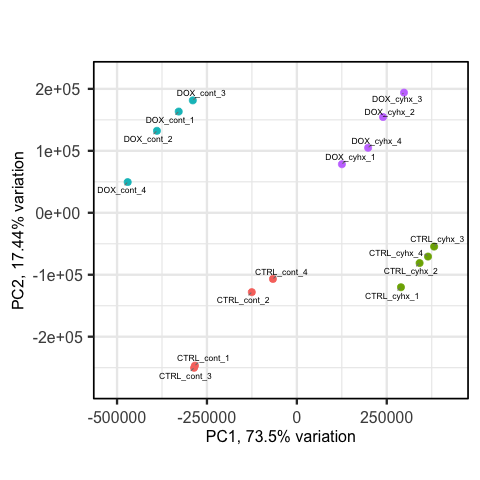 2e+05
1e+05
0e+00
-1e+05
-2e+05
PC2, 17.44% variation
DOX_cont_3
DOX_cont_1
DOX_cont_2
DOX_cont_4
DOX_cyhx_3
DOX_cyhx_2
DOX_cyhx_4
DOX_cyhx_1
CTRL_cyhx_3
CTRL_cyhx_4
CTRL_cyhx_2
CTRL_cyhx_1
CTRL_cont_4
CTRL_cont_2
CTRL_cont_1
CTRL_cont_3
-500000
-250000
0
250000
PC1, 73.5% variation